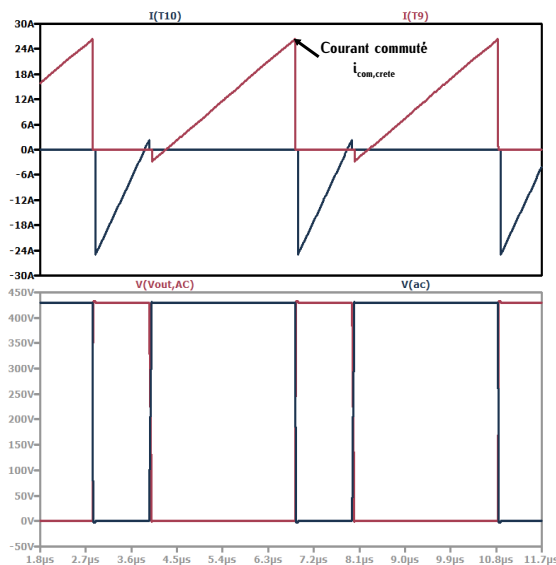 I(T10) I(T9)
30A
24A
18A
12A
6A
0A
-6A
-12A
-18A
-24A
-30A
Courant commuté
i_com,crete
V(Vout,AC) V(ac)
450V
400V
350V
300V
250V
200V
150V
100V
50V
0V
-50V
1.8µs 2.7µs 3.6µs 4.5µs 5.4µs 6.3µs 7.2µs 8.1µs 9.0µs 9.9µs 10.8µs 11.7µs